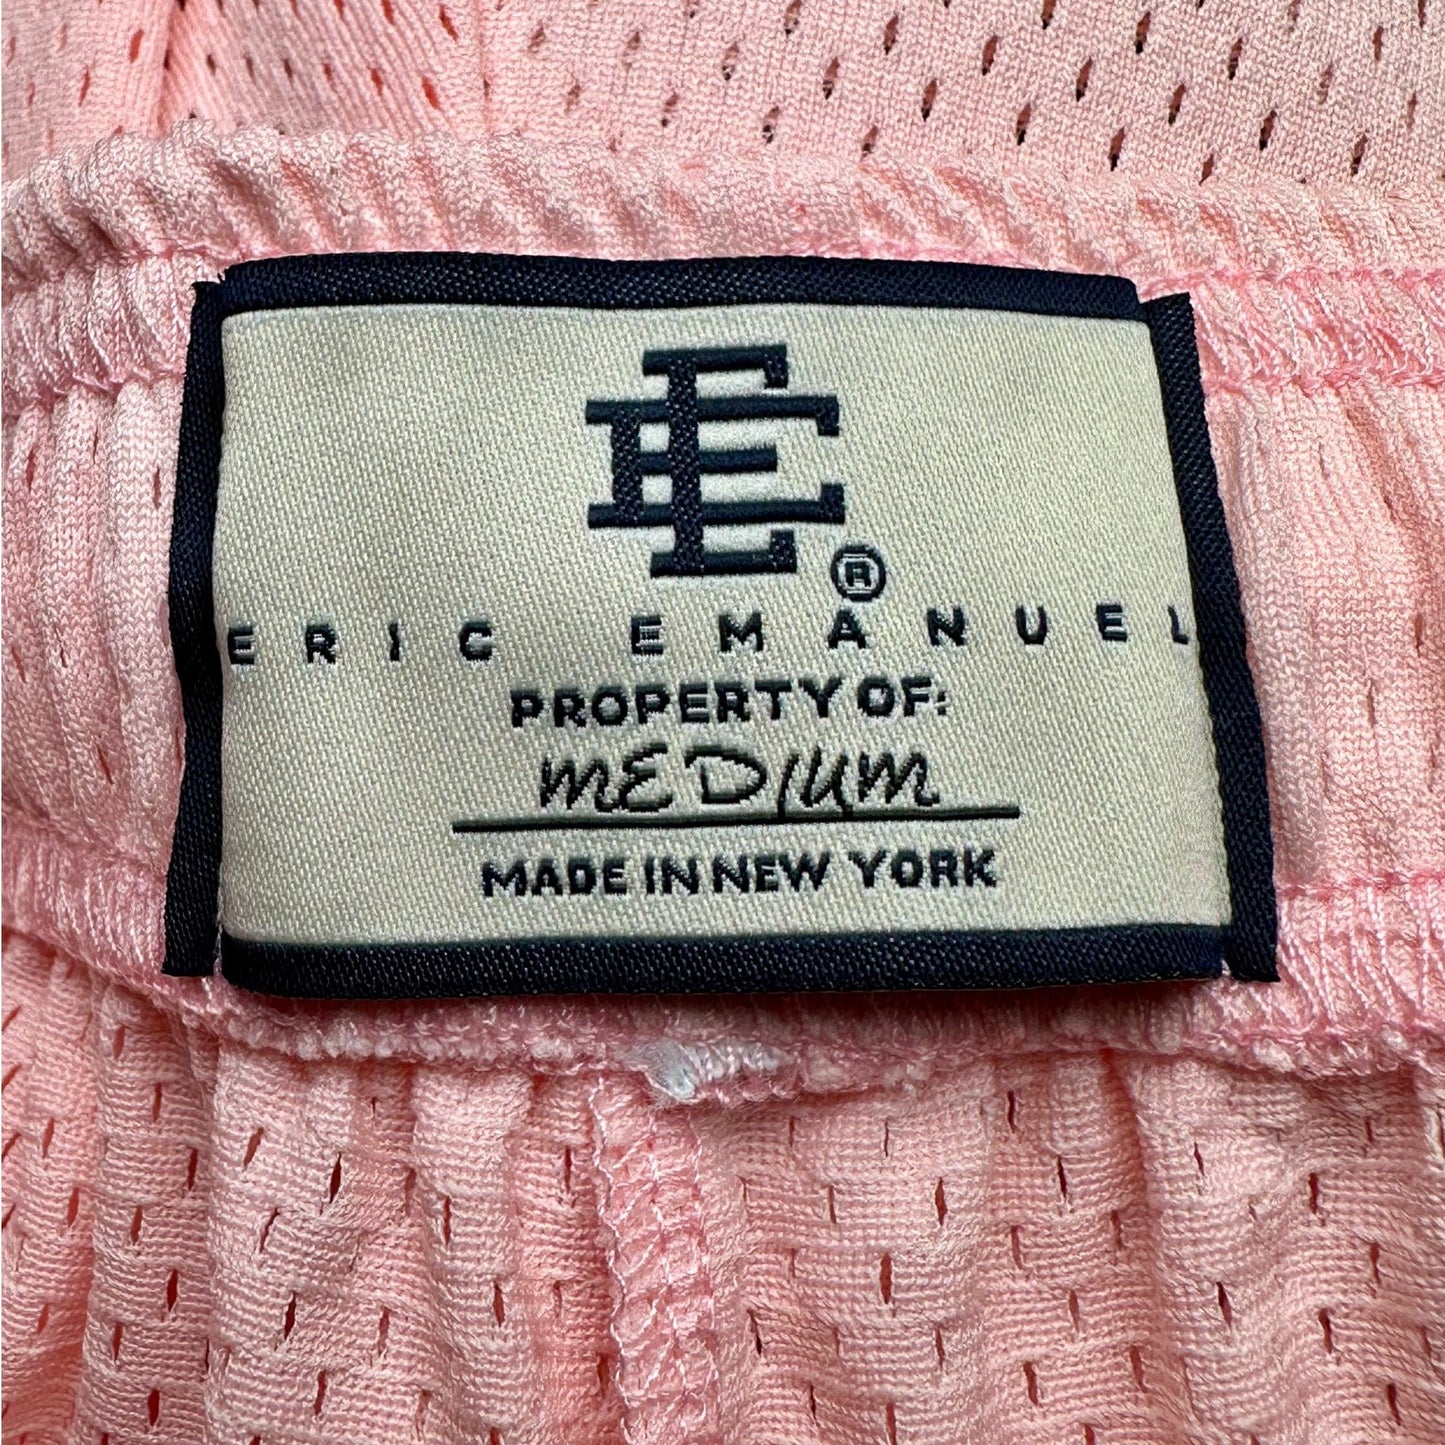 EE®
ERIC EMANUEL
PROPERTY OF:
MEDIUM
MADE IN NEW YORK